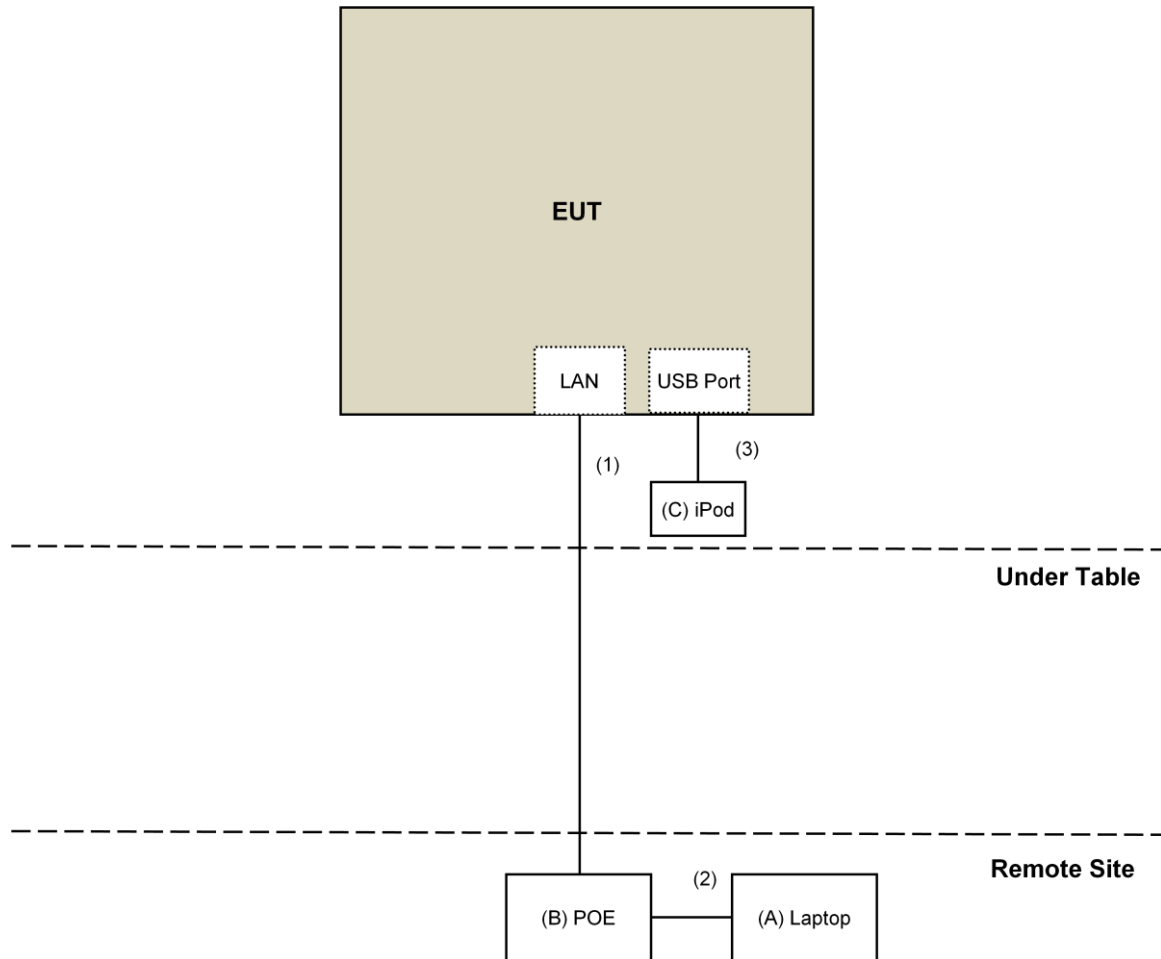 EUT
LAN
USB Port
(1)
(3)
(C) iPod
Under Table
Remote Site
(2)
(B) POE
(A) Laptop